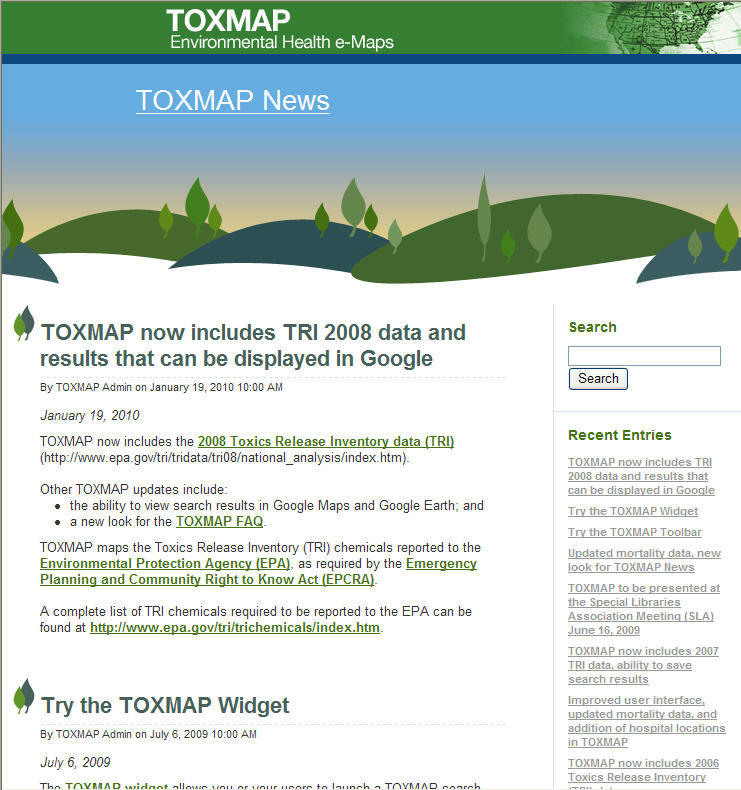 TOXMAP
Environmental Health e-Maps
TOXMAP News
TOXMAP now includes TRI 2008 data and
results that can be displayed in Google
By TOXMAP Admin on January 19, 2010 10:00 AM
January 19, 2010
TOXMAP now includes the 2008 Toxics Release Inventory data (TRI)
(http://www.epa.gov/tri/tridata/tri08/national_analysis/index.htm).
Other TOXMAP updates include:
• the ability to view search results in Google Maps and Google Earth; and
• a new look for the TOXMAP FAQ.
TOXMAP maps the Toxics Release Inventory (TRI) chemicals reported to the
Environmental Protection Agency (EPA), as required by the Emergency
Planning and Community Right to Know Act (EPCRA).
A complete list of TRI chemicals required to be reported to the EPA can be
found at http://www.epa.gov/tri/trichemicals/index.htm.
Try the TOXMAP Widget
By TOXMAP Admin on July 6, 2009 10:00 AM
July 6, 2009
The TOXMAP widget allows you or your users to launch a TOXMAP search
Search
Search
Recent Entries
TOXMAP now includes TRI
2008 data and results that
can be displayed in Google
Try the TOXMAP Widget
Try the TOXMAP Toolbar
Updated mortality data, new
look for TOXMAP News
TOXMAP to be presented at
the Special Libraries
Association Meeting (SLA)
June 16, 2009
TOXMAP now includes 2007
TRI data, ability to save
search results
Improved user interface,
updated mortality data, and
addition of hospital locations
in TOXMAP
TOXMAP now includes 2006
Toxics Release Inventory